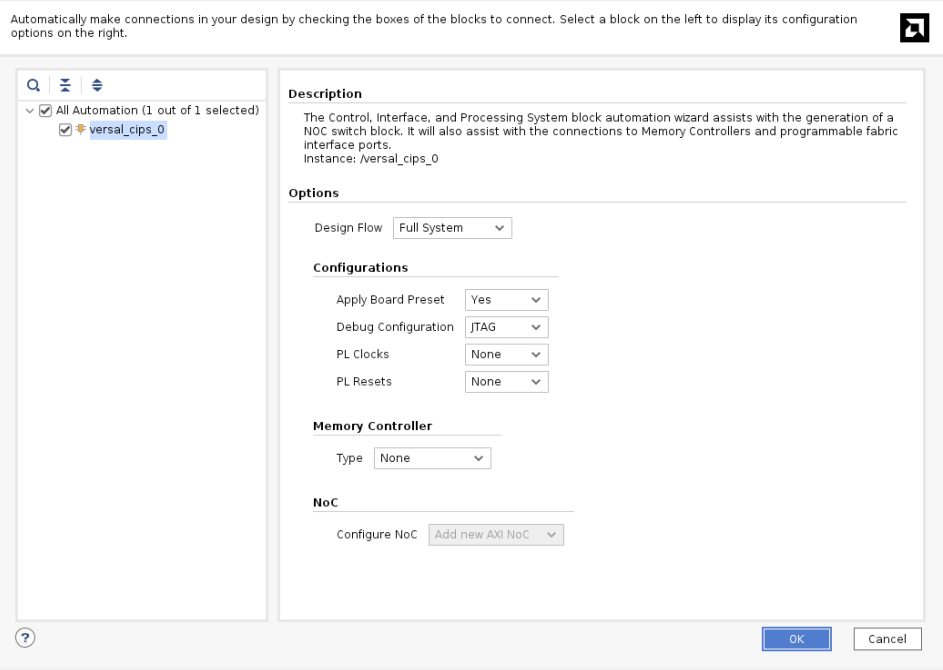 Automatically make connections in your design by checking the boxes of the blocks to connect. Select a block on the left to display its configuration
options on the right.
All Automation (1 out of 1 selected)
versal_cips_0
Description
The Control, Interface, and Processing System block automation wizard assists with the generation of a
NOC switch block. It will also assist with the connections to Memory Controllers and programmable fabric
interface ports.
Instance: /versal_cips_0
Options
Design Flow Full System
Configurations
Apply Board Preset Yes
Debug Configuration JTAG
PL Clocks None
PL Resets None
Memory Controller
Type None
NoC
Configure NoC Add new AXI NoC
? OK Cancel